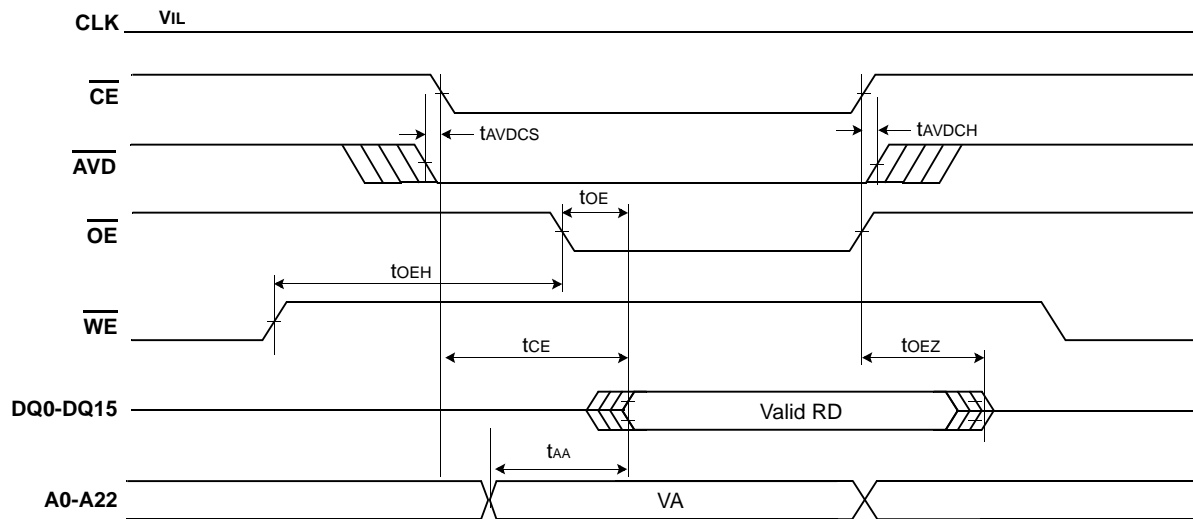 CLK VIL
CE
tAVDCS tAVDCH
AVD
tOE
OE
tOEH
WE
tCE tOEZ
DQ0-DQ15 Valid RD
tAA
A0-A22 VA